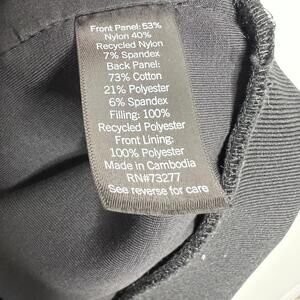 Front Panel: 53%
Nylon 40%
Recycled Nylon
7% Spandex
Back Panel:
73% Cotton
21% Polyester
6% Spandex
Filling: 100%
Recycled Polyester
Front Lining:
100% Polyester
Made in Cambodia
RN#73277
See reverse for care